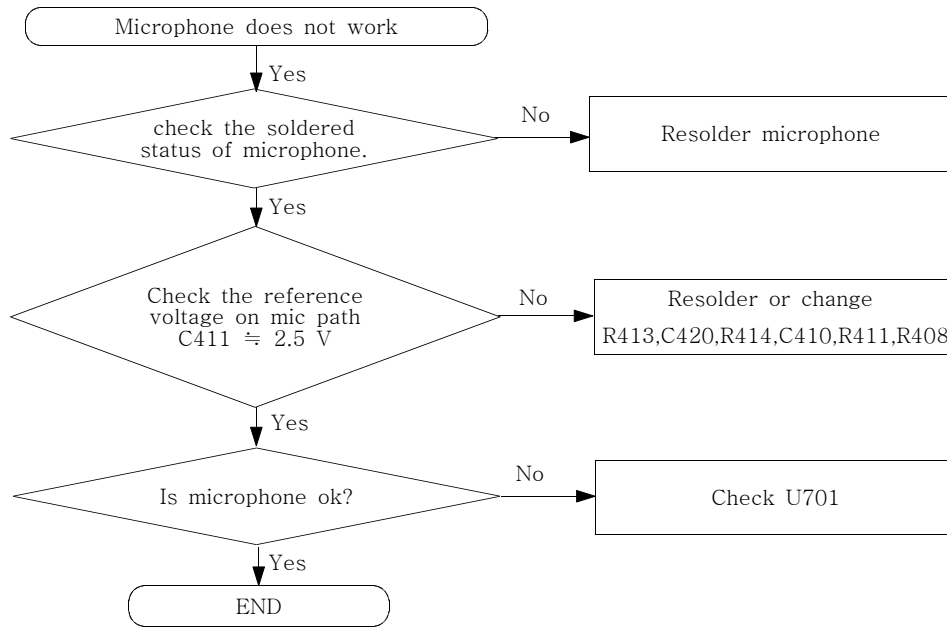 Microphone does not work
Yes
check the soldered
status of microphone.
No
Resolder microphone
Yes
Check the reference
voltage on mic path
C411 ≒ 2.5 V
No
Resolder or change
R413,C420,R414,C410,R411,R408
Yes
Is microphone ok?
No
Check U701
Yes
END